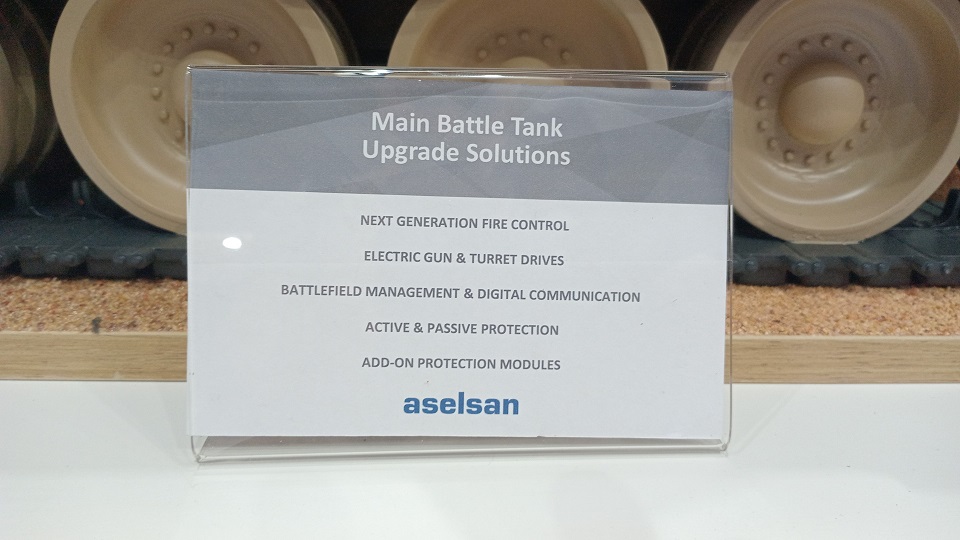 Main Battle Tank
Upgrade Solutions
NEXT GENERATION FIRE CONTROL
ELECTRIC GUN & TURRET DRIVES
BATTLEFIELD MANAGEMENT & DIGITAL COMMUNICATION
ACTIVE & PASSIVE PROTECTION
ADD-ON PROTECTION MODULES
aselsan